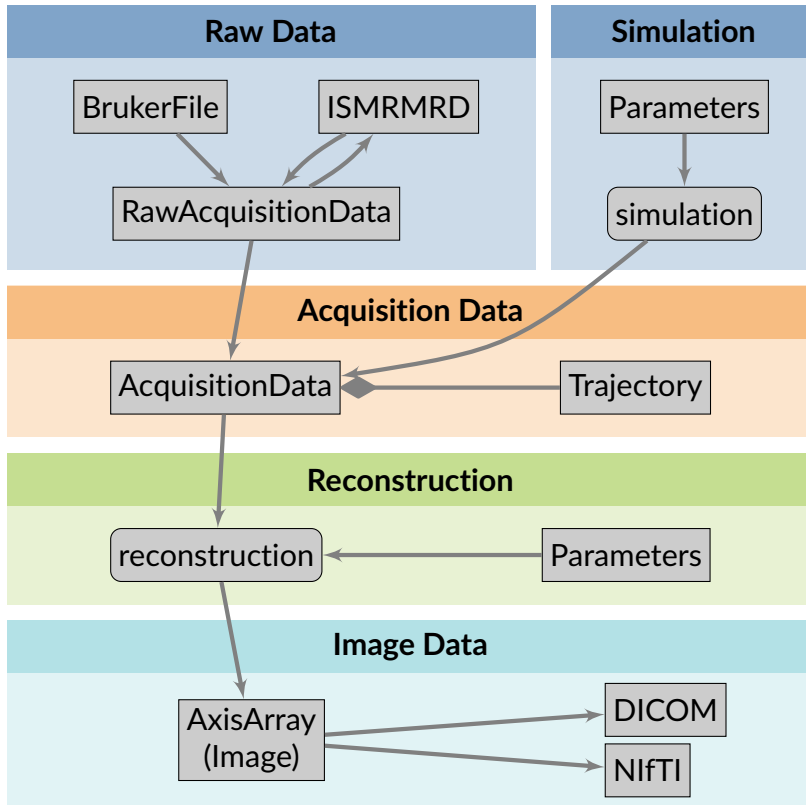 Raw Data
Simulation
BrukerFile
ISMRMRD
Parameters
RawAcquisitionData
simulation
Acquisition Data
AcquisitionData
Trajectory
Reconstruction
reconstruction
Parameters
Image Data
AxisArray
(Image)
DICOM
NIfTI